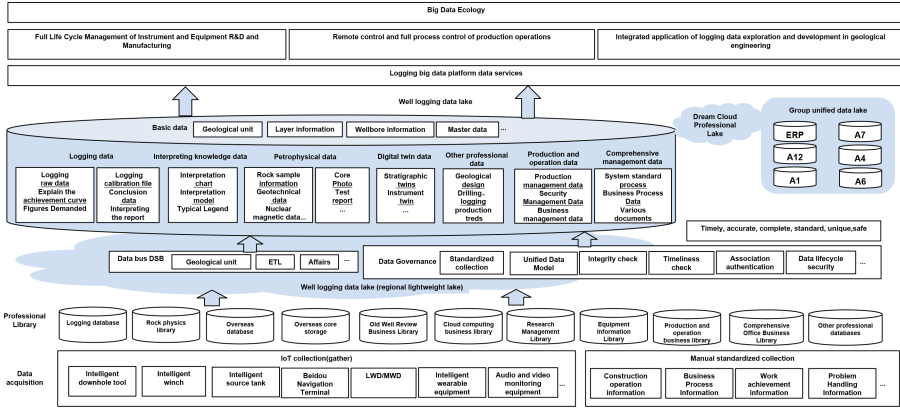 Big Data Ecology
Full Life Cycle Management of Instrument and Equipment R&D and
Manufacturing
Remote control and full process control of production operations
Integrated application of logging data exploration and development in geological
engineering
Logging big data platform data services
Well logging data lake
Basic data
Geological unit
Layer information
Wellbore information
Master data
...
Dream Cloud
Professional
Lake
Group unified data lake
ERP
A7
A12
A4
A1
A6
Logging data
Logging
raw data
Explain the
achievement curve
Figures Demanded
Logging
calibration file
Conclusion
data
Interpreting
the report
Interpreting knowledge data
Interpretation
chart
Interpretation
model
Typical Legend
Petrophysical data
Rock sample
Information
Geotechnical
data
Nuclear
magnetic data...
Core
Photo
Test
report
...
Digital twin data
Stratigraphic
twins
Instrument
twin
...
Other professional
data
Geological
design
Drilling、
logging
production
treds
Production and
operation data
Production
management data
Security
Management Data
Business
management data
Comprehensive
management data
System standard
process
Business Process
Data
Various
documents
Timely, accurate, complete, standard, unique,safe
Data bus DSB
Geological unit
ETL
Affairs
...
Data Governance
Standardized
collection
Unified Data
Model
Integrity check
Timeliness
check
Association
authentication
Data lifecycle
security
...
Well logging data lake (regional lightweight lake)
Professional
Library
Logging database
Rock physics
library
Overseas
database
Overseas core
storage
Old Well Review
Business Library
Cloud computing
business library
Research
Management
Library
Equipment
Information Library
Production and
operation
business library
Comprehensive
Office Business
Library
Other professional
databases
Data
acquisition
IoT collection(gather)
Intelligent
downhole tool
Intelligent
winch
Intelligent
source tank
Beidou
Navigation
Terminal
LWD/MWD
Intelligent
wearable
equipment
Audio and video
monitoring
equipment
...
Manual standardized collection
Construction
operation
information
Business
Process
Information
Work
achievement
Information
Problem
Handling
Information
...